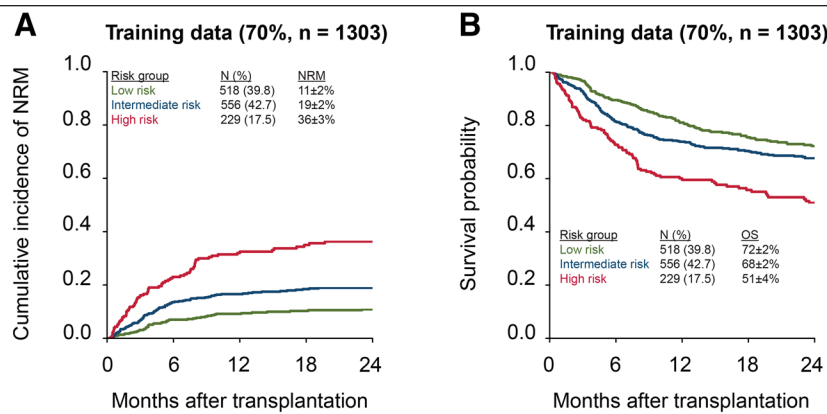 A
Training data (70%, n = 1303)
Cumulative incidence of NRM
1.0
0.8
0.6
0.4
0.2
0.0
Risk group N (%) NRM
Low risk 518 (39.8) 11±2%
Intermediate risk 556 (42.7) 19±2%
High risk 229 (17.5) 36±3%
0 6 12 18 24
Months after transplantation
B
Training data (70%, n = 1303)
Survival probability
1.0
0.8
0.6
0.4
0.2
0.0
Risk group N (%) OS
Low risk 518 (39.8) 72±2%
Intermediate risk 556 (42.7) 68±2%
High risk 229 (17.5) 51±4%
0 6 12 18 24
Months after transplantation